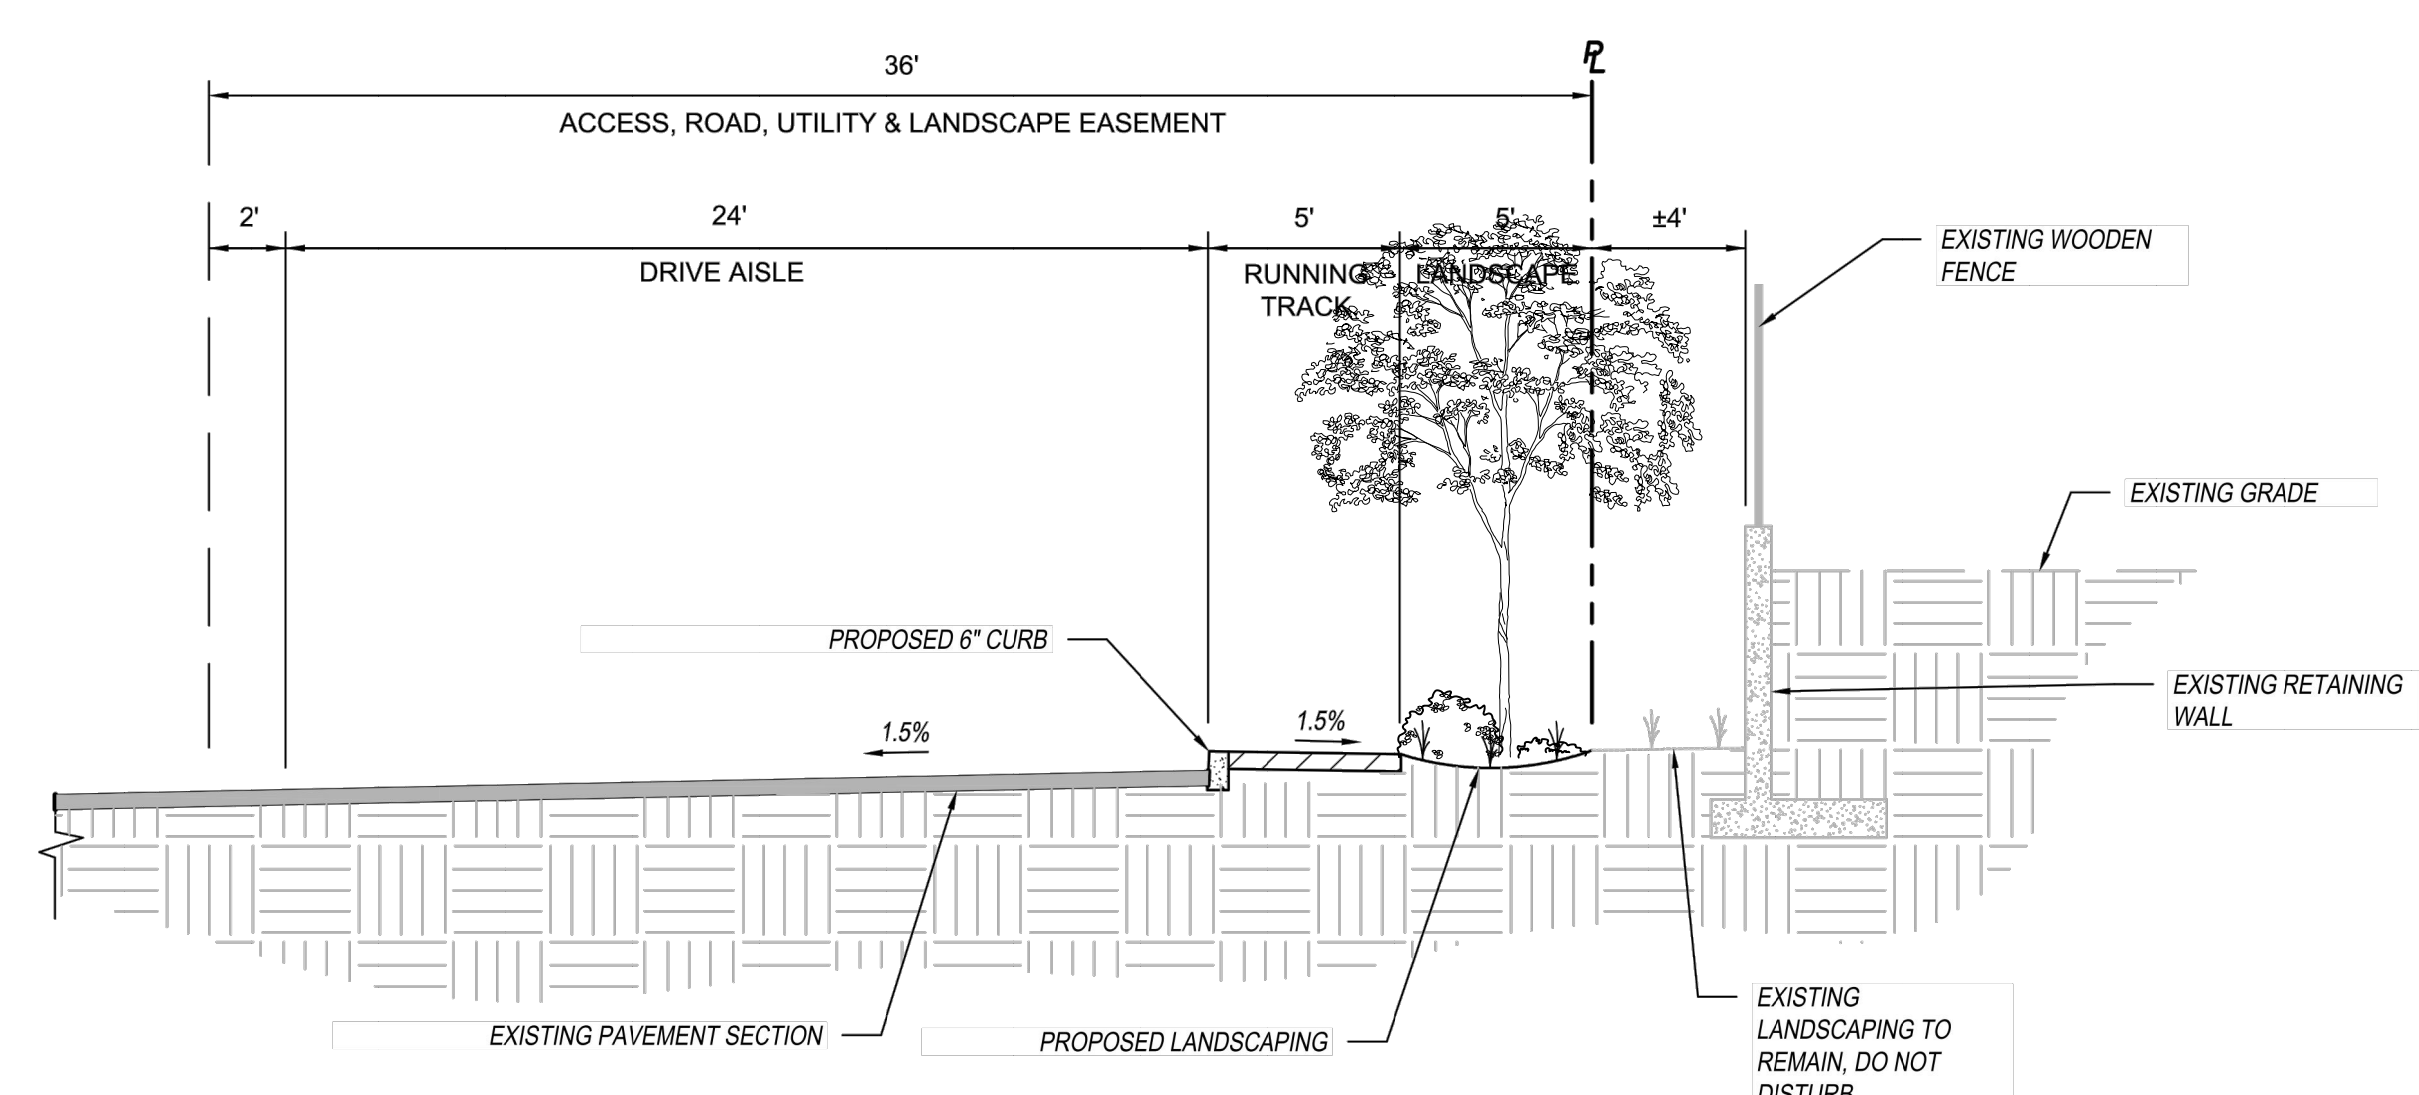 36'
PL
ACCESS, ROAD, UTILITY & LANDSCAPE EASEMENT
2'
24'
5'
5'
±4'
DRIVE AISLE
RUNNING
TRACK
LANDSCAPE
EXISTING WOODEN
FENCE
EXISTING GRADE
PROPOSED 6" CURB
EXISTING RETAINING
WALL
1.5%
1.5%
EXISTING PAVEMENT SECTION
PROPOSED LANDSCAPING
EXISTING
LANDSCAPING TO
REMAIN, DO NOT
DISTURB